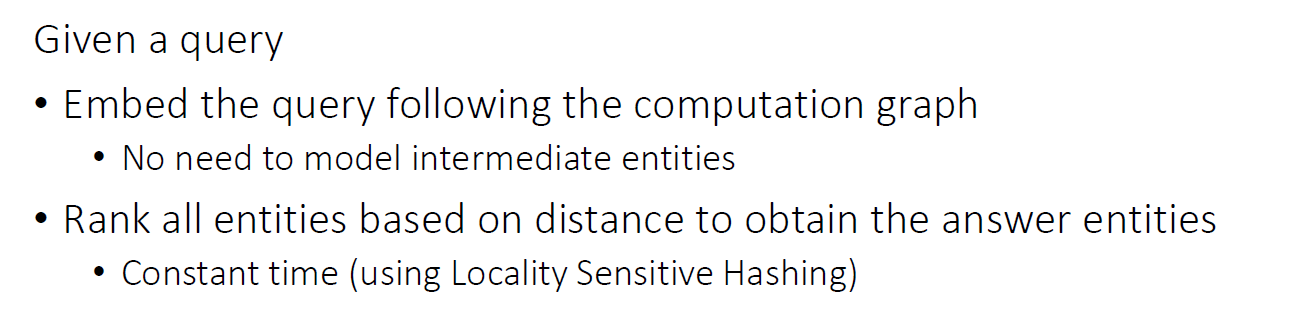 Given a query
• Embed the query following the computation graph
• No need to model intermediate entities
• Rank all entities based on distance to obtain the answer entities
• Constant time (using Locality Sensitive Hashing)